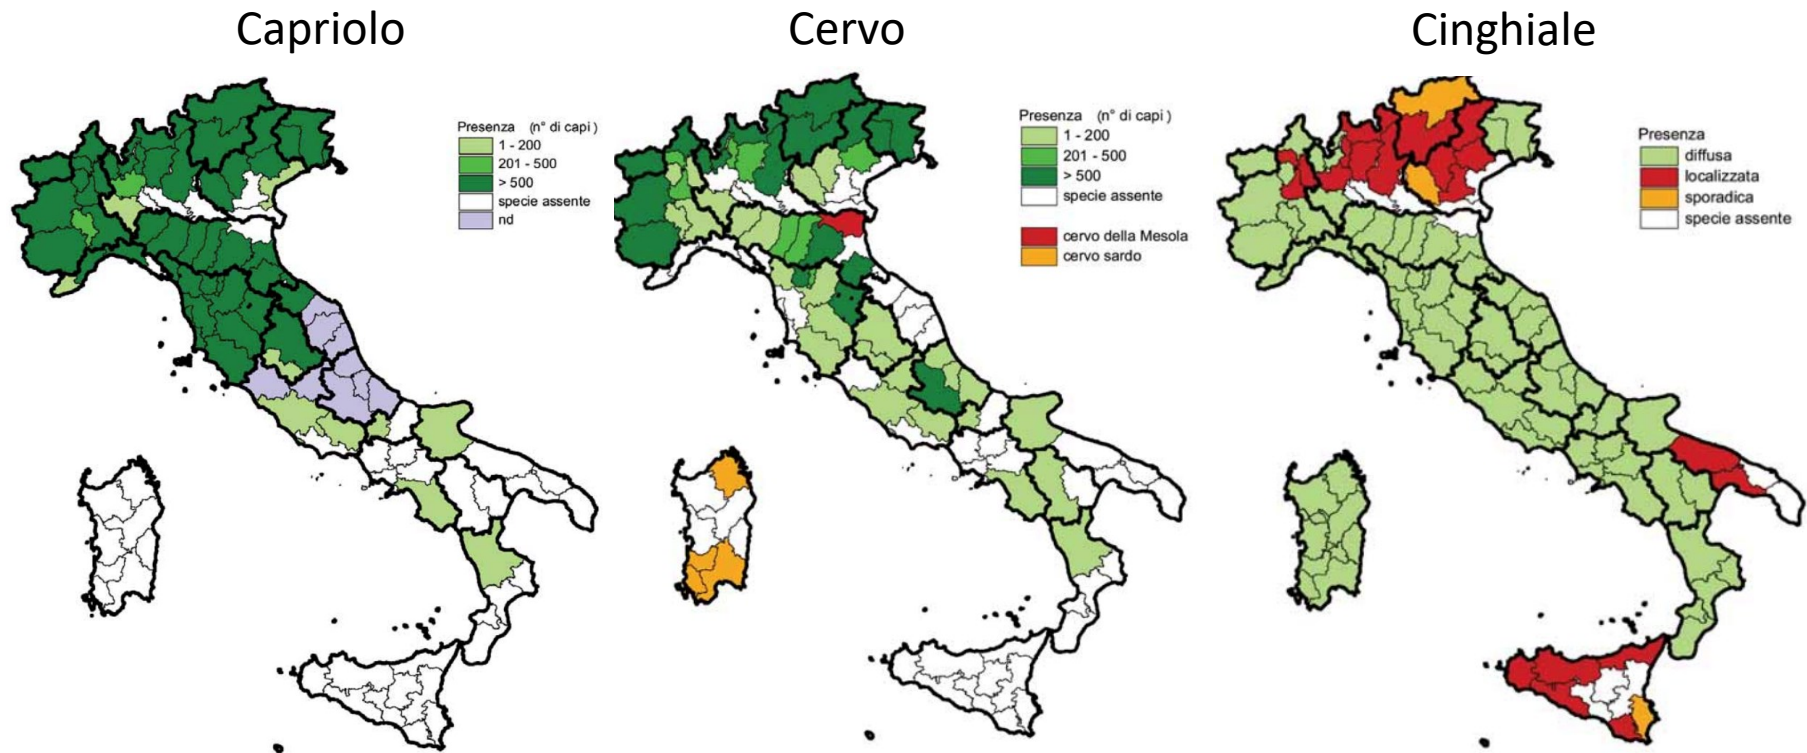 Capriolo
Cervo
Cinghiale
Presenza (n° di capi )
1 - 200
201 - 500
> 500
specie assente
nd
Presenza (n° di capi )
1 - 200
201 - 500
> 500
specie assente
cervo della Mesola
cervo sardo
Presenza
diffusa
localizzata
sporadica
specie assente